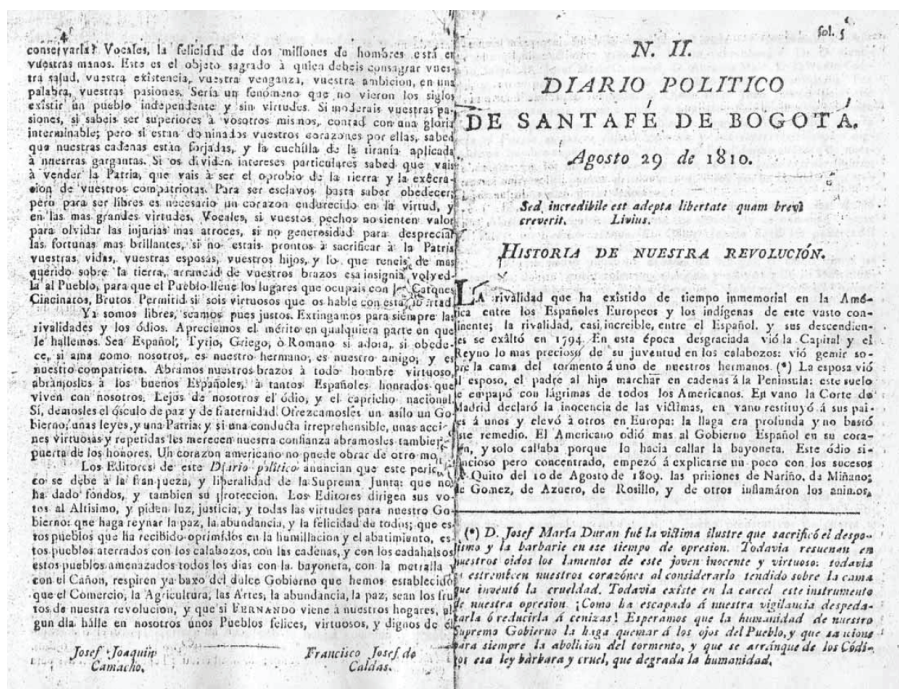 4
conservarla? Vocales, la felicidad de dos millones de hombres está en
vuestras manos. Este es el objeto sagrado á quien debeis consagrar vues-
tra salud, vuestra existencia, vuestra venganza, vuestra ambicion, en una
palabra, vuestras pasiones. Sería un fenómeno que no vieron los siglos
existir un pueblo independente y sin virtudes. Si moderais vuestras pa-
siones, si sabeis ser superiores á vosotros mismos, contad con una gloria
interminable; pero si estan dominados vuestros corazones por ellas, sabed
que nuestras cadenas están forjadas, y la cuchilla de la tiranía aplicada
á nuestras gargantas. Si os dividen intereses particulares sabed que vais
á vender la Patria, que vais à ser el oprobio de la tierra y la exêcra-
cion de vuestros compatriotas. Para ser esclavos basta saber obedecer;
pero para ser libres es necesario un corazon endurecido en la virtud, y
en las mas grandes virtudes. Vocales, si vuestos pechos no sienten valor
para olvidar las injurias mas atroces, si no generosidad para despreciar
las fortunas mas brillantes, si no estais prontos à sacrificar à la Patria
vuestras vidas, vuestras esposas, vuestros hijos, y lo que teneis de mas
querido sobre la tierra, arrancad de vuestros brazos esa insignia, volved-
la al Pueblo, para que el Pueblo llene los lugares que ocupais con los Catones
Cincinatos, Brutos. Permitid si sois virtuosos que os hable con esta libertad.
Ya somos libres, seamos pues justos. Extingamos para siempre las
rivalidades y los ódios. Apreciemos el mérito en qualquiera parte en que
le hallemos. Sea Español, Tyrio, Griego, ò Romano si adora, si obede-
ce, si ama como nosotros, es nuestro hermano, es nuestro amigo, y es
nuestro compatriota. Abramos nuestros brazos à todo hombre virtuoso,
abràmoslos à los buenos Españoles, à tantos Españoles honrados que
viven con nosotros. Lejos de nosotros el ódio, y el capricho nacional.
Sí, demosles el ósculo de paz y de fraternidad. Ofrezcamosles un asilo un Go-
bierno, unas leyes, y una Patria; y si una conducta irreprehensible, unas accio-
nes virtuosas y repetidas les merecen nuestra confianza abramosles tambien
puerta de los honores. Un corazon americano no puede obrar de otro mo
Los Editores de este Diario político anuncian que este perió
co se debe à la franqueza, y liberalidad de la Suprema Junta: que no
ha dado fondos, y tambien su proteccion. Los Editores dirigen sus vo-
tos al Altísimo, y piden luz, justicia, y todas las virtudes para nuestro Go-
bierno: que haga reynar la paz, la abundancia, y la felicidad de todos; que es-
tos pueblos que ha recibido oprimidos en la humillacion y el abatimiento, es-
tos pueblos aterrados con los calabozos, con las cadenas, y con los cadahalsos
estos pueblos amenazados todos los dias con la bayoneta, con la metralla y
con el Cañon, respiren ya baxo del dulce Gobierno que hemos establecido
que el Comercio, la Agricultura, las Artes, la abundancia, la paz, sean los fru
tos de nuestra revolucion, y que si FERNANDO viene à nuestros hogares, al
gun dia hálle en nosotros unos Pueblos felices, virtuosos, y dignos de él
Josef Joaquin Francisco Josef de
Camacho. Caldas.
fol. 5
N. II.
DIARIO POLITICO
DE SANTAFÉ DE BOGOTÁ.
Agosto 29 de 1810.
Sed, incredibile est adepta libertate quam brevi
creverit. Livius.
HISTORIA DE NUESTRA REVOLUCIÓN.
LA rivalidad que ha existido de tiempo inmemorial en la Amé-
ica entre los Españoles Europeos y los indígenas de este vasto con-
inente; la rivalidad, casi increible, entre el Español, y sus descendien-
es se exâltó en 1794. En esta época desgraciada vió la Capital y el
Reyno lo mas precioso de su juventud en los calabozos: vió gemir so-
re la cama del tormento á uno de nuestros hermanos. (*) La esposa vió
l esposo, el padre al hijo marchar en cadenas á la Peninsula: este suelo
e empapó con lágrimas de todos los Americanos. En vano la Corte de
Madrid declaró la inocencia de las victimas, en vano restituyó á sus pai-
es á unos y elevó à otros en Europa: la llaga era profunda y no bastó
ese remedio. El Americano odió mas al Gobierno Español en su cora-
ón, y solo callaba porque lo hacia callar la bayoneta. Este ódio si-
encioso pero concentrado, empezó á explicarse un poco con los sucesos
Quito del 10 de Agosto de 1809. las prisiones de Nariño, de Miñano;
de Gomez, de Azuero, de Rosillo, y de otros inflamáron los animos,
(*) D. Josef María Duran fué la victima ilustre que sacrificó el despo-
tismo y la barbarie en ese tiempo de opresion. Todavia resuenan en
nuestros oidos los lamentos de este joven inocente y virtuoso: todavia
s estremecen nuestros corazónes al considerarlo tendido sobre la cama
que inventó la crueldad. Todavia existe en la carcel este instrumento
de nuestra opresion ¡Como ha escapado á nuestra vigilancia despeda-
zarla ó reducirla á cenizas! Esperamos que la humanidad de nuestro
Supremo Gobierno la haga quemar á los ojos del Pueblo, y que sancione
para siempre la abolicion del tormento, y que se arránque de los Códi-
gos esa ley bàrbara y cruel, que degrada la humanidad.